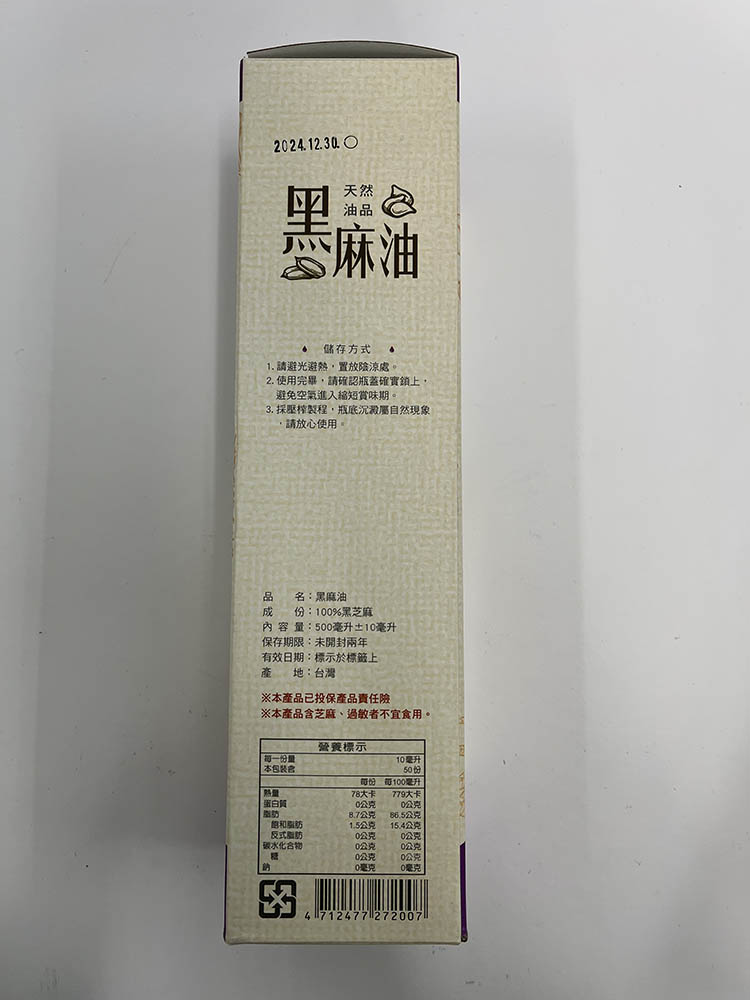 2024.12.30.
天然
油品
黑麻油
儲存方式
1. 請避光避熱，置放陰涼處。
2. 使用完畢，請確認瓶蓋確實鎖上，
避免空氣進入縮短賞味期。
3. 採壓榨製程，瓶底沉澱屬自然現象
，請放心使用。
品名：黑麻油
成份：100%黑芝麻
內容量：500毫升±10毫升
保存期限：未開封兩年
有效日期：標示於標籤上
產地：台灣
※本產品已投保產品責任險
※本產品含芝麻、過敏者不宜食用。
營養標示
每一份量 10毫升
本包裝含 50份
每份 每100毫升
熱量 78大卡 779大卡
蛋白質 0公克 0公克
脂肪 8.7公克 86.5公克
飽和脂肪 1.5公克 15.4公克
反式脂肪 0公克 0公克
碳水化合物 0公克 0公克
糖 0公克 0公克
鈉 0毫克 0毫克
4 712477 272007